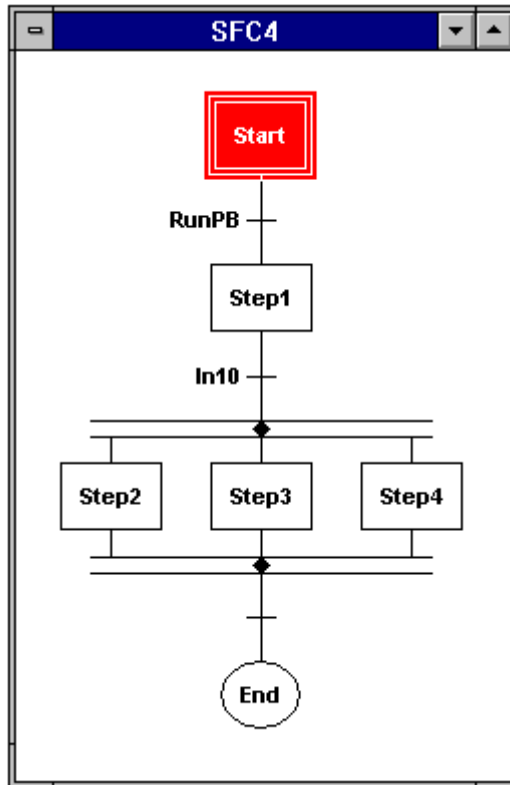 SFC4
Start
RunPB
Step1
In10
Step2 Step3 Step4
End